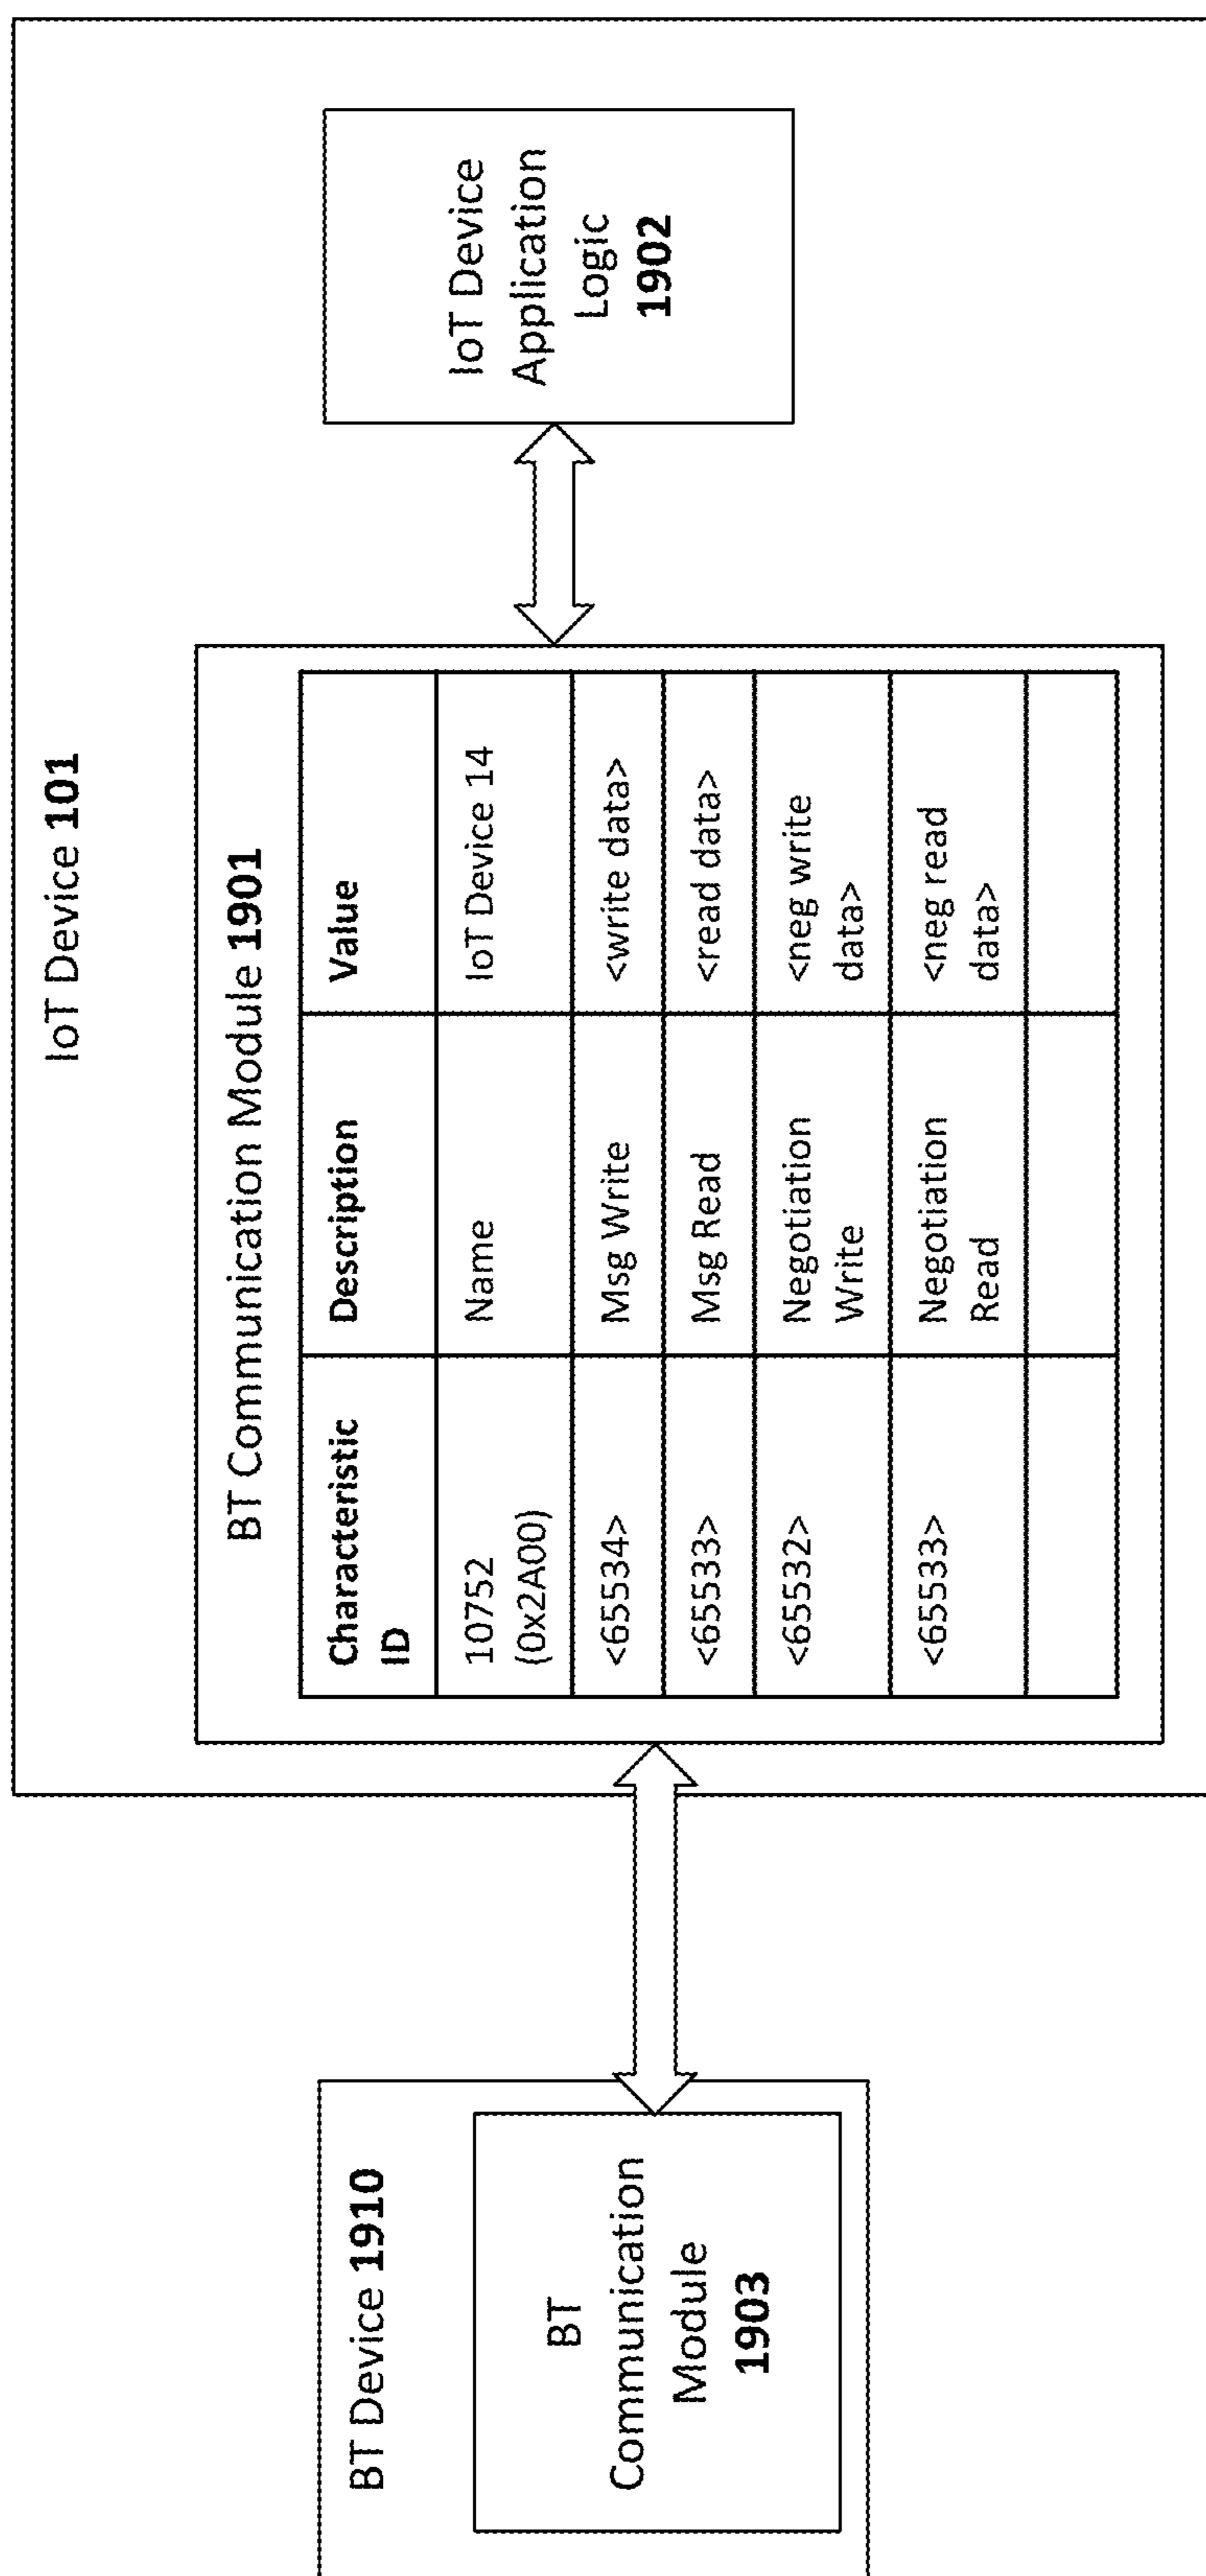 IoT Device 101
BT Communication Module 1901
Characteristic
ID
Description
Value
10752
(0x2A00)
Name
IoT Device 14
<65534>
Msg Write
<write data>
<65533>
Msg Read
<read data>
<65532>
Negotiation
Write
<neg write
data>
<65533>
Negotiation
Read
<neg read
data>
IoT Device
Application
Logic
1902
BT Device 1910
BT
Communication
Module
1903